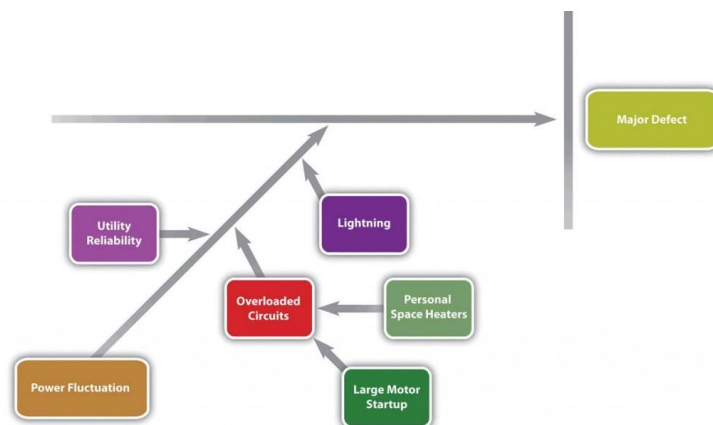 Major Defect
Utility
Reliability
Lightning
Overloaded
Circuits
Personal
Space Heaters
Power Fluctuation
Large Motor
Startup